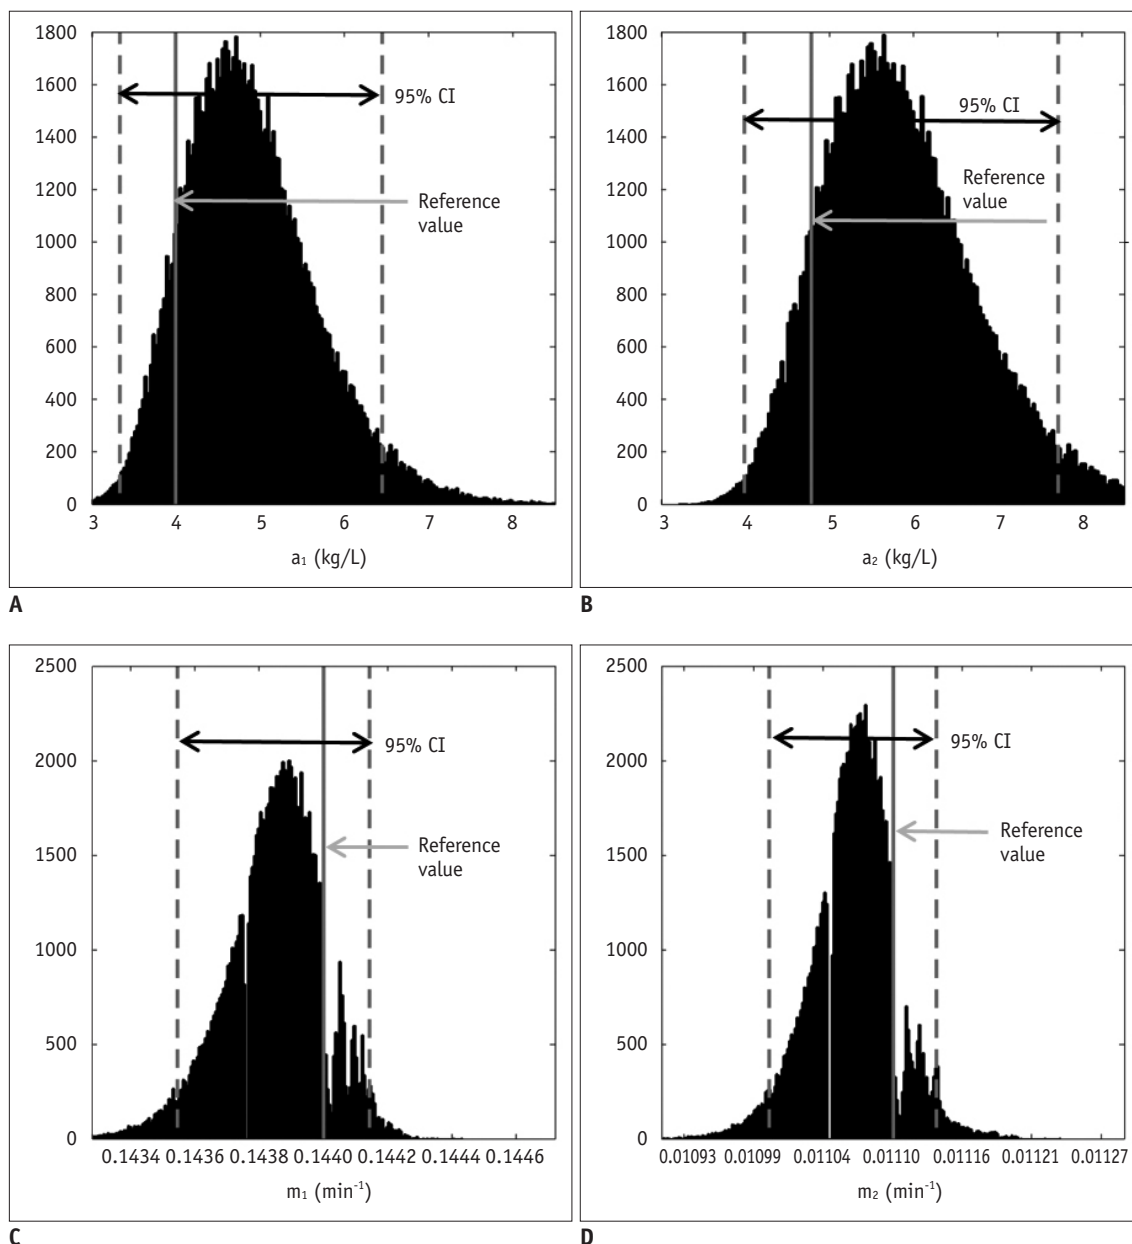 1800
1600
1400
1200
1000
800
600
400
200
0
95% CI
Reference
value
3 4 5 6 7 8
a₁ (kg/L)
A
1800
1600
1400
1200
1000
800
600
400
200
0
95% CI
Reference
value
3 4 5 6 7 8
a₂ (kg/L)
B
2500
2000
1500
1000
500
0
95% CI
Reference
value
0.1434 0.1436 0.1438 0.1440 0.1442 0.1444 0.1446
m₁ (min⁻¹)
C
2500
2000
1500
1000
500
0
95% CI
Reference
value
0.01093 0.01099 0.01104 0.01110 0.01116 0.01121 0.01127
m₂ (min⁻¹)
D